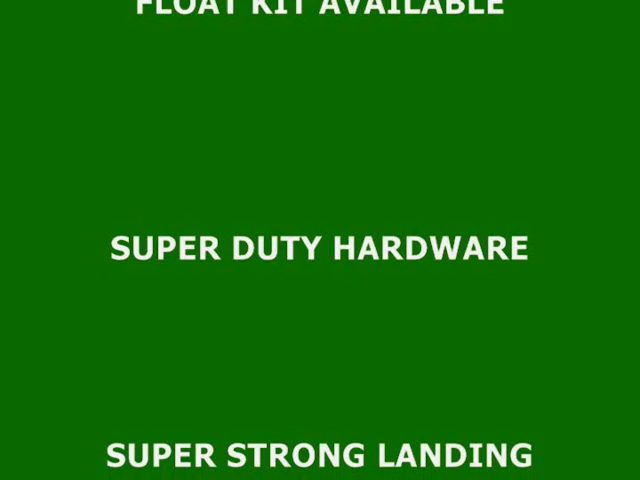 FLOAT KIT AVAILABLE
SUPER DUTY HARDWARE
SUPER STRONG LANDING